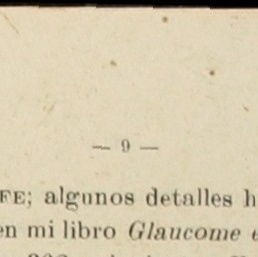 — 9 —
FE; algunos detalles h
en mi libro Glaucome e